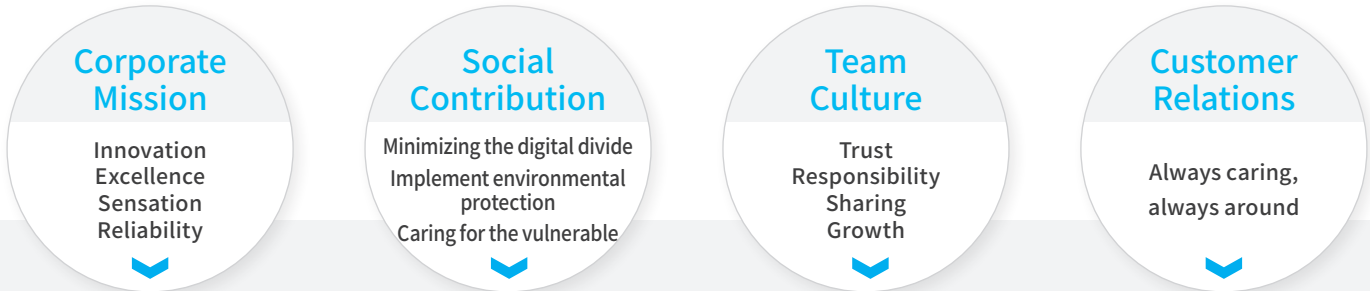 Corporate
Mission
Innovation
Excellence
Sensation
Reliability
Social
Contribution
Minimizing the digital divide
Implement environmental
protection
Caring for the vulnerable
Team
Culture
Trust
Responsibility
Sharing
Growth
Customer
Relations
Always caring,
always around